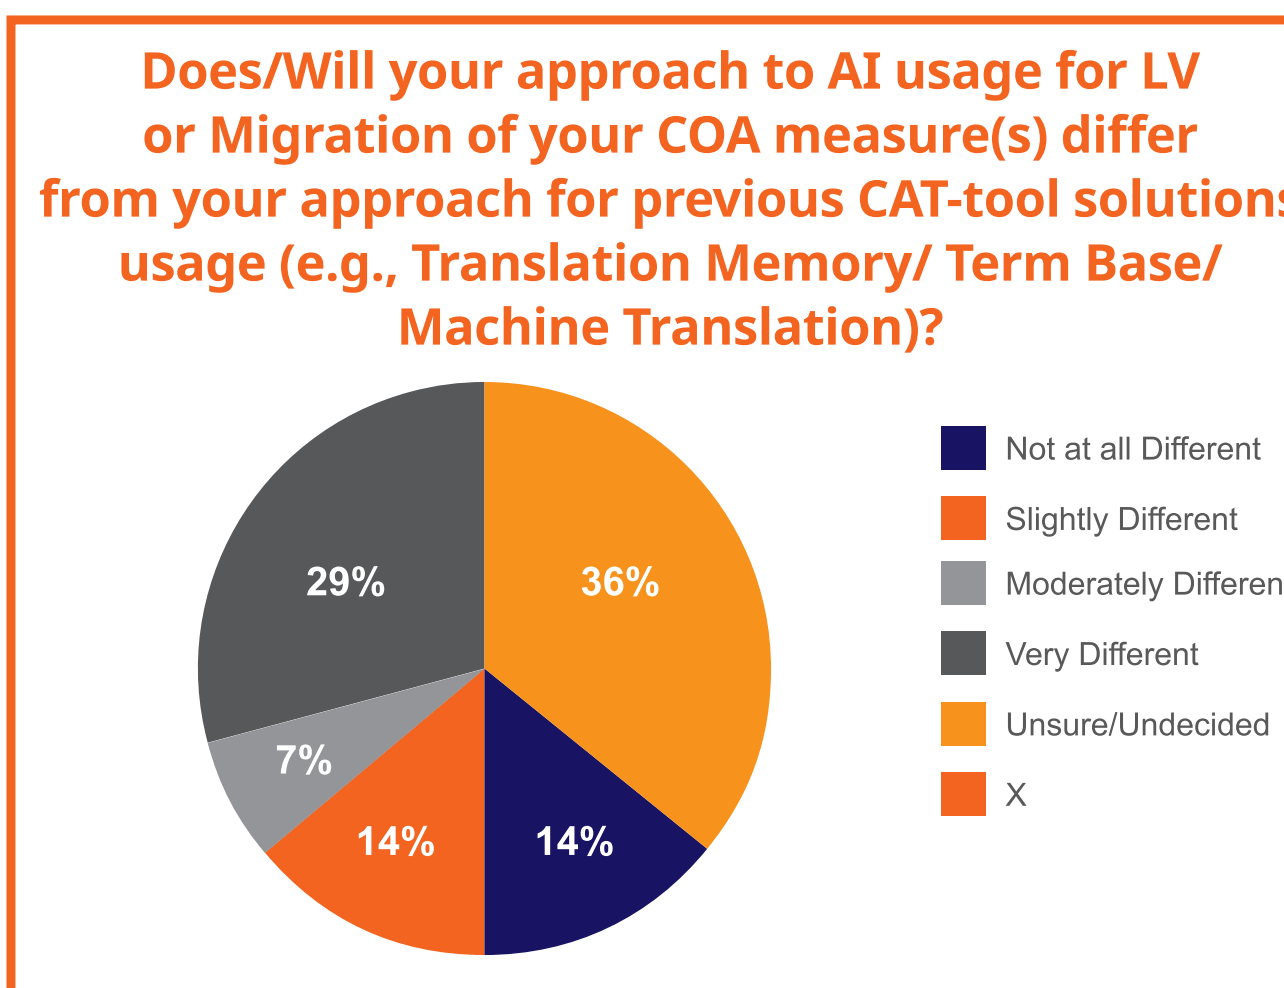 Does/Will your approach to AI usage for LV
or Migration of your COA measure(s) differ
from your approach for previous CAT-tool solutions
usage (e.g., Translation Memory/ Term Base/
Machine Translation)?
29%
36%
7%
14%
14%
Not at all Different
Slightly Different
Moderately Differen
Very Different
Unsure/Undecided
X